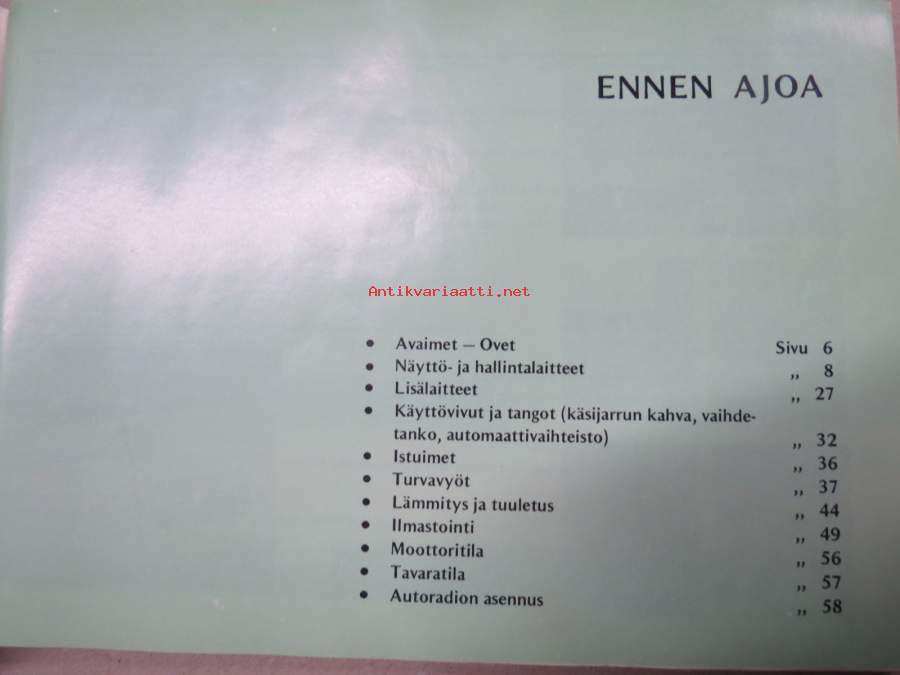 ENNEN AJOA
Antikvariaatti.net
• Avaimet — Ovet Sivu 6
• Näyttö- ja hallintalaitteet „ 8
• Lisälaitteet „ 27
• Käyttövivut ja tangot (käsijarrun kahva, vaihde-
tanko, automaattivaihteisto) „ 32
• Istuimet „ 36
• Turvavyöt „ 37
• Lämmitys ja tuuletus „ 44
• Ilmastointi „ 49
• Moottoritila „ 56
• Tavaratila „ 57
• Autoradion asennus „ 58